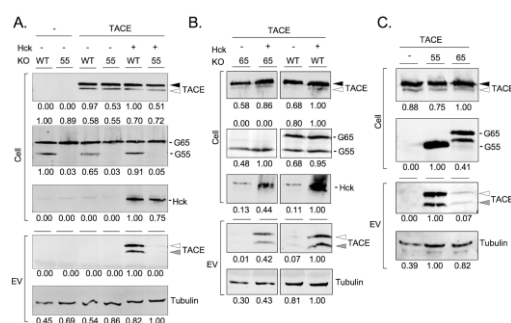 A.
- TACE
Hck - - - - + +
KO WT 55 WT 55 WT 55
TACE
0.00 0.00 0.97 0.53 1.00 0.51
1.00 0.89 0.58 0.55 0.70 0.72
G65
G55
1.00 0.03 0.65 0.03 0.91 0.05
Hck
0.00 0.00 0.00 0.00 1.00 0.75
Cell
TACE
0.00 0.00 0.00 0.00 1.00 0.00
Tubulin
0.45 0.69 0.54 0.86 0.82 1.00
EV
B.
TACE
Hck - + - +
KO 65 65 WT WT
TACE
0.58 0.86 0.68 1.00
0.00 0.00 0.80 1.00
G65
G55
0.48 1.00 0.68 0.95
Hck
0.13 0.44 0.11 1.00
Cell
TACE
0.01 0.42 0.07 1.00
Tubulin
0.30 0.43 0.81 1.00
EV
C.
TACE
- 55 65
TACE
0.88 0.75 1.00
G65
G55
0.00 1.00 0.41
Cell
TACE
0.00 1.00 0.07
Tubulin
0.39 1.00 0.82
EV